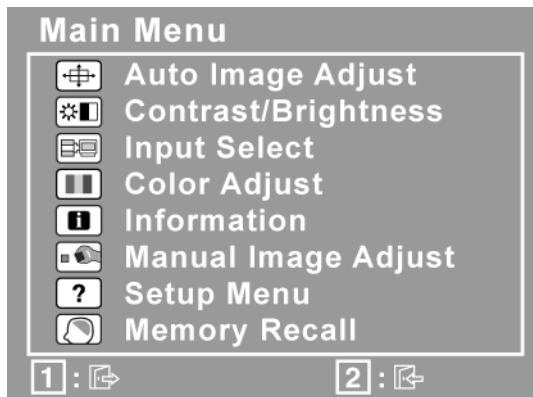 Main Menu
Auto Image Adjust
Contrast/Brightness
Input Select
Color Adjust
Information
Manual Image Adjust
Setup Menu
Memory Recall
1 : 2 :